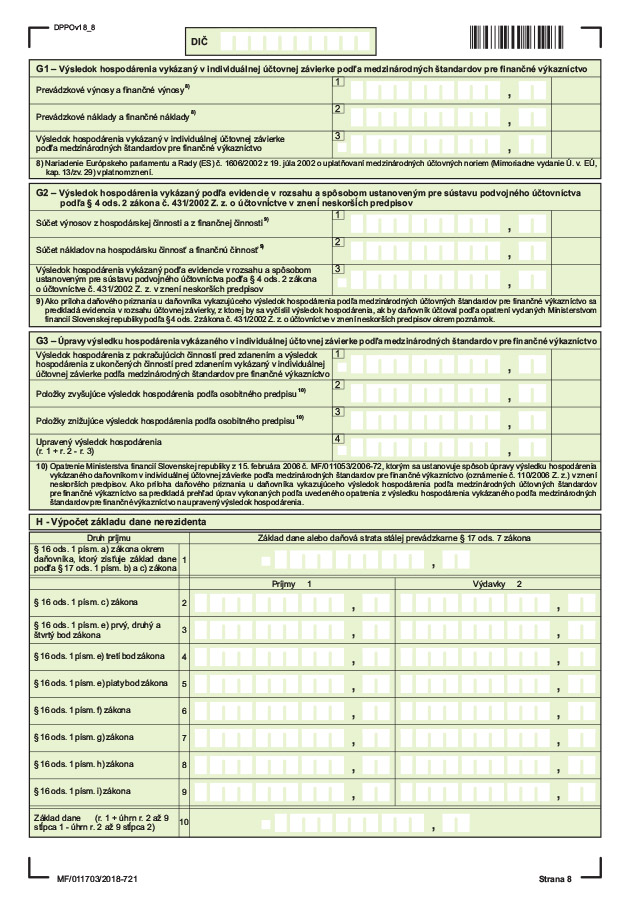 DPPOv18_8
DIČ
G1 – Výsledok hospodárenia vykázaný v individuálnej účtovnej závierke podľa medzinárodných štandardov pre finančné výkazníctvo
Prevádzkové výnosy a finančné výnosy 8)
1
,
Prevádzkové náklady a finančné náklady 8)
2
,
Výsledok hospodárenia vykázaný v individuálnej účtovnej závierke
podľa medzinárodných štandardov pre finančné výkazníctvo
3
,
8) Nariadenie Európskeho parlamentu a Rady (ES) č. 1606/2002 z 19. júla 2002 o uplatňovaní medzinárodných účtovných noriem (Mimoriadne vydanie Ú. v. EÚ,
kap. 13/zv. 29) v platnom znení.
G2 – Výsledok hospodárenia vykázaný podľa evidencie v rozsahu a spôsobom ustanoveným pre sústavu podvojného účtovníctva
podľa § 4 ods. 2 zákona č. 431/2002 Z. z. o účtovníctve v znení neskorších predpisov
Súčet výnosov z hospodárskej činnosti a z finančnej činnosti 9)
1
,
Súčet nákladov na hospodársku činnosť a finančnú činnosť 9)
2
,
Výsledok hospodárenia vykázaný podľa evidencie v rozsahu a spôsobom
ustanoveným pre sústavu podvojného účtovníctva podľa § 4 ods. 2 zákona
o účtovníctve č. 431/2002 Z. z. v znení neskorších predpisov
3
,
9) Ako príloha daňového priznania u daňovníka vykazujúceho výsledok hospodárenia podľa medzinárodných účtovných štandardov pre finančné výkazníctvo sa
predkladá evidencia v rozsahu účtovnej závierky, z ktorej by sa vyčíslil výsledok hospodárenia, ak by daňovník účtoval podľa opatrení vydaných Ministerstvom
financií Slovenskej republiky podľa § 4 ods. 2 zákona č. 431/2002 Z. z. o účtovníctve v znení neskorších predpisov okrem poznámok.
G3 – Úpravy výsledku hospodárenia vykázaného v individuálnej účtovnej závierke podľa medzinárodných štandardov pre finančné výkazníctvo
Výsledok hospodárenia z pokračujúcich činností pred zdanením a výsledok
hospodárenia z ukončených činností pred zdanením vykázaný v individuálnej
účtovnej závierke podľa medzinárodných štandardov pre finančné výkazníctvo
1
,
Položky zvyšujúce výsledok hospodárenia podľa osobitného predpisu 10)
2
,
Položky znižujúce výsledok hospodárenia podľa osobitného predpisu 10)
3
,
Upravený výsledok hospodárenia
(r. 1 + r. 2 - r. 3)
4
,
10) Opatrenie Ministerstva financií Slovenskej republiky z 15. februára 2006 č. MF/011053/2006-72, ktorým sa ustanovuje spôsob úpravy výsledku hospodárenia
vykázaného daňovníkom v individuálnej účtovnej závierke podľa medzinárodných štandardov pre finančné výkazníctvo (oznámenie č. 110/2006 Z. z.) v znení
neskorších predpisov. Ako príloha daňového priznania u daňovníka vykazujúceho výsledok hospodárenia podľa medzinárodných účtovných štandardov
pre finančné výkazníctvo sa predkladá prehľad úprav vykonaných podľa uvedeného opatrenia z výsledku hospodárenia vykázaného podľa medzinárodných
štandardov pre finančné výkazníctvo na upravený výsledok hospodárenia.
H - Výpočet základu dane nerezidenta
Druh príjmu
Základ dane alebo daňová strata stálej prevádzkarne § 17 ods. 7 zákona
§ 16 ods. 1 písm. a) zákona okrem
daňovníka, ktorý zisťuje základ dane
podľa § 17 ods. 1 písm. b) a c) zákona
1
,
Príjmy 1
Výdavky 2
§ 16 ods. 1 písm. c) zákona
2
, ,
§ 16 ods. 1 písm. e) prvý, druhý a
štvrtý bod zákona
3
, ,
§ 16 ods. 1 písm. e) tretí bod zákona
4
, ,
§ 16 ods. 1 písm. e) piaty bod zákona
5
, ,
§ 16 ods. 1 písm. f) zákona
6
, ,
§ 16 ods. 1 písm. g) zákona
7
, ,
§ 16 ods. 1 písm. h) zákona
8
, ,
§ 16 ods. 1 písm. i) zákona
9
, ,
Základ dane (r. 1 + úhrn r. 2 až 9
stĺpca 1 - úhrn r. 2 až 9 stĺpca 2)
10
,
MF/011703/2018-721
Strana 8